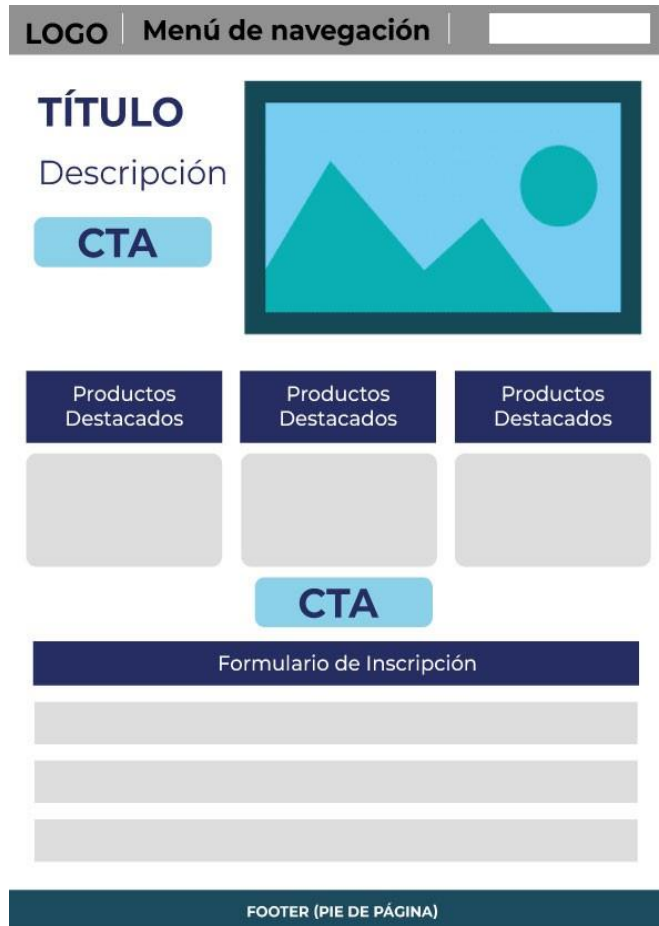 LOGO
Menú de navegación
TÍTULO
Descripción
CTA
Productos
Destacados
Productos
Destacados
Productos
Destacados
CTA
Formulario de Inscripción
FOOTER (PIE DE PÁGINA)